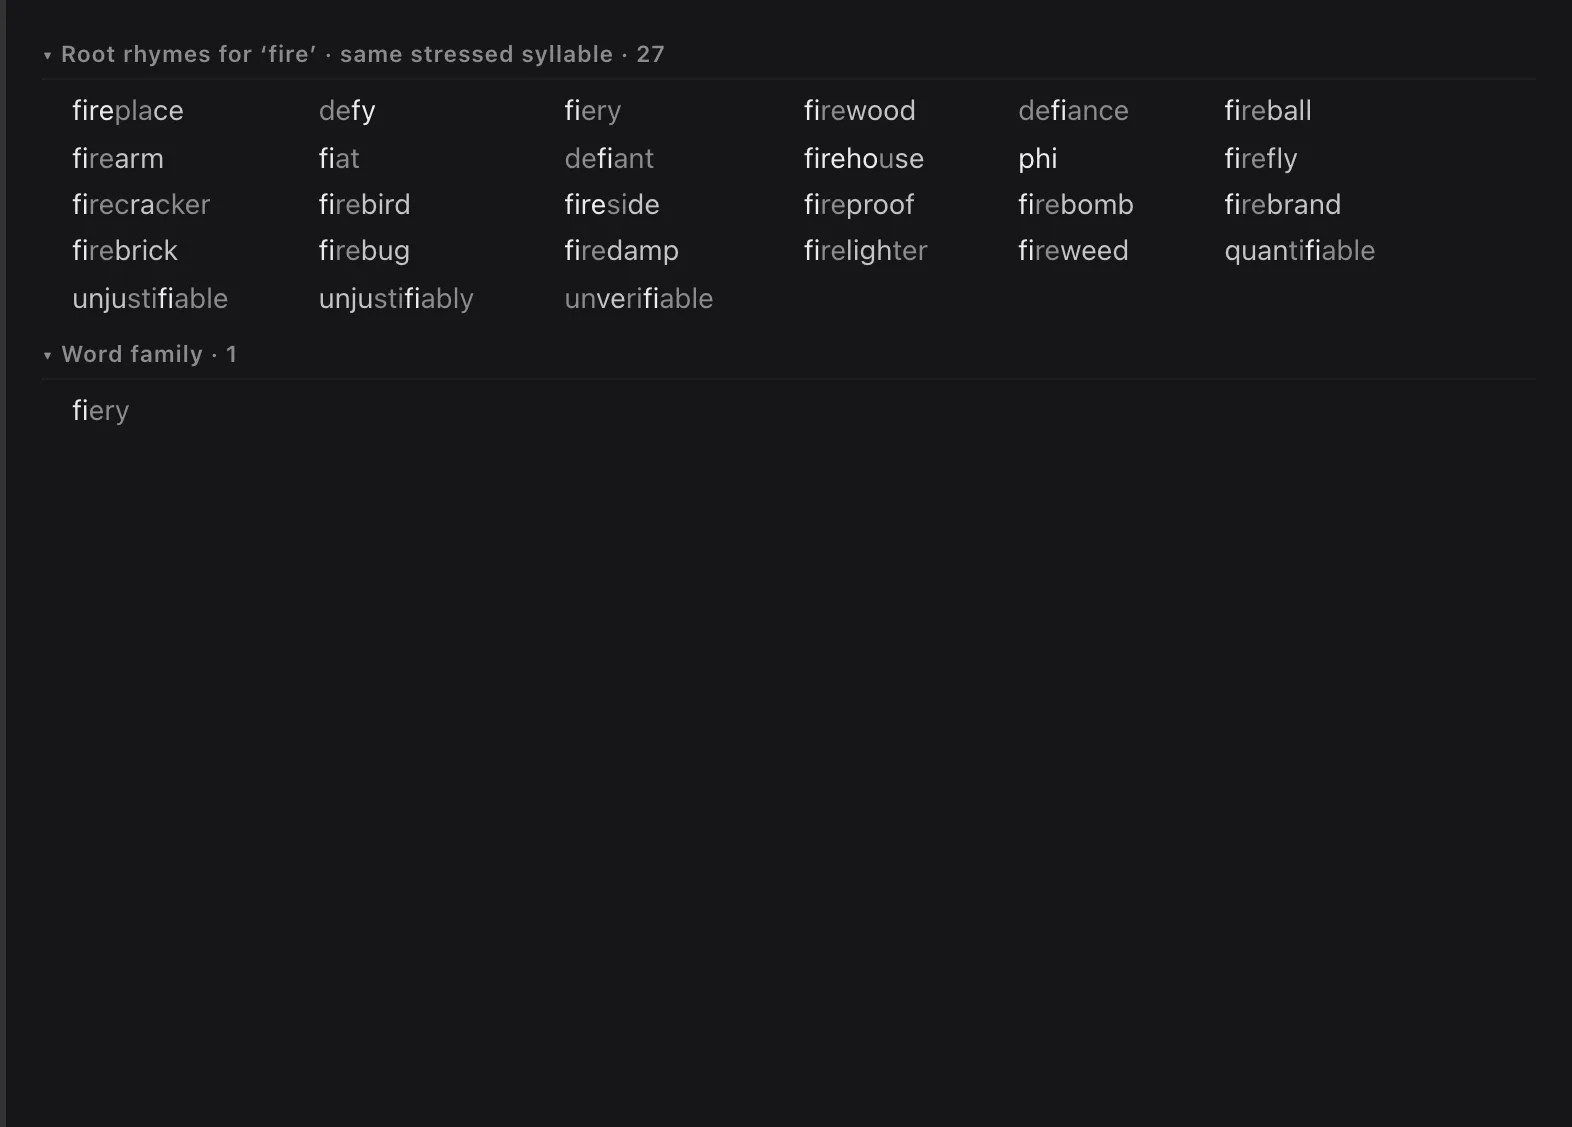 ▾ Root rhymes for ‘fire’ · same stressed syllable · 27
fireplace defy fiery firewood defiance fireball
firearm fiat defiant firehouse phi firefly
firecracker firebird fireside fireproof firebomb firebrand
firebrick firebug firedamp firelighter fireweed quantifiable
unjustifiable unjustifiably unverifiable
▾ Word family · 1
fiery